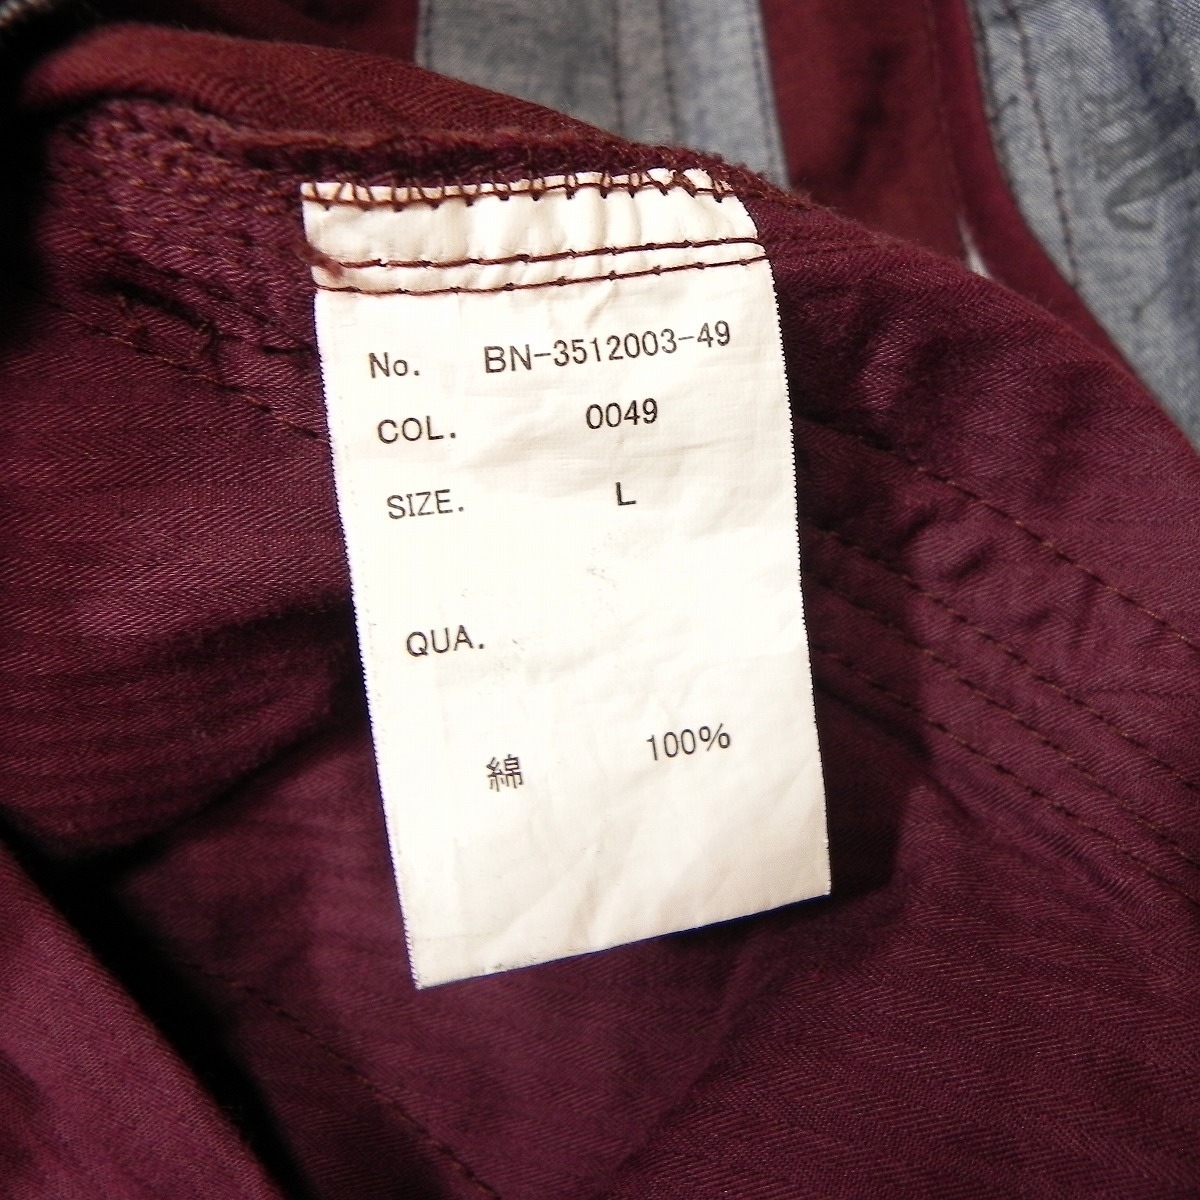 No. BN-3512003-49
COL. 0049
SIZE. L
QUA.
綿 100%